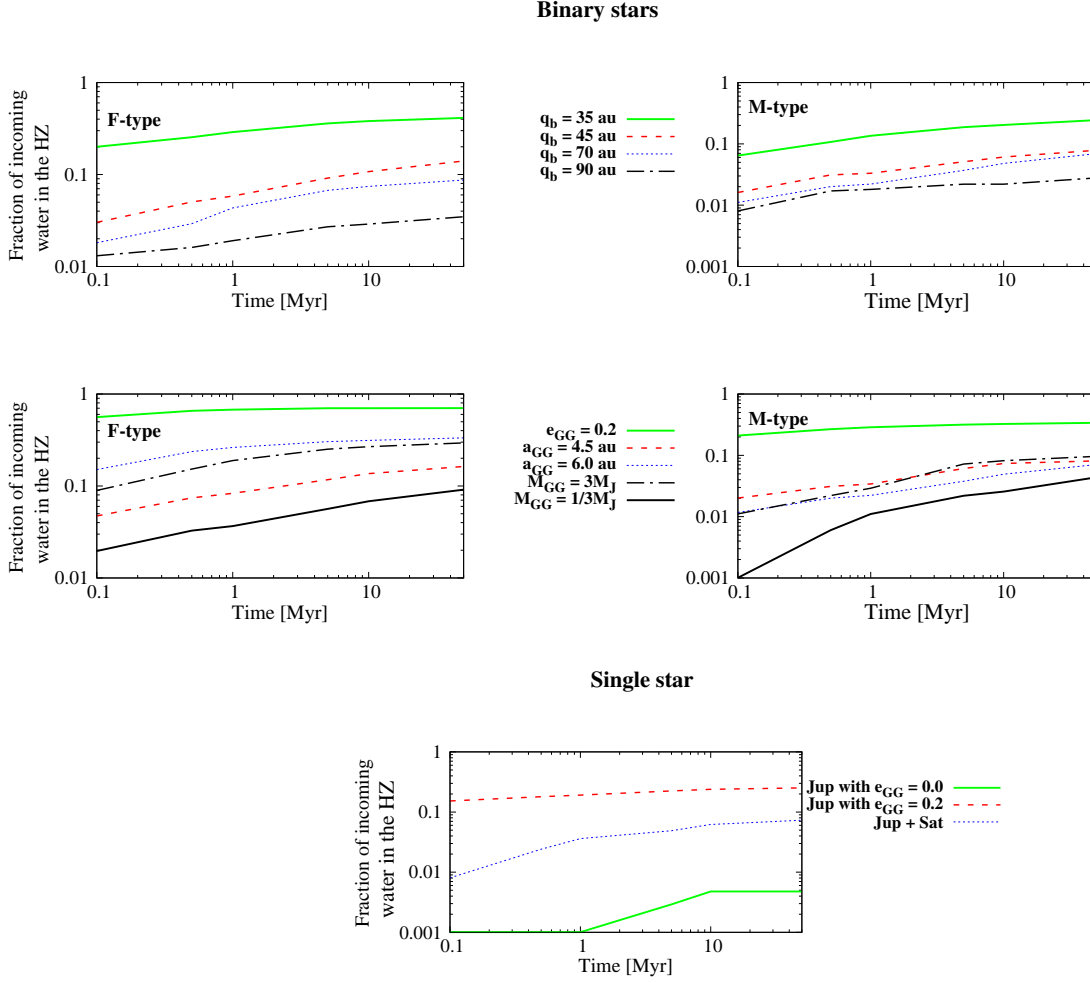 Binary stars
Fraction of incoming
water in the HZ
1
0.1
0.01
F-type
0.1
1
10
Time [Myr]
q_b = 35 au
q_b = 45 au
q_b = 70 au
q_b = 90 au
1
0.1
0.01
0.001
M-type
0.1
1
10
Time [Myr]
Fraction of incoming
water in the HZ
1
0.1
0.01
F-type
0.1
1
10
Time [Myr]
e_GG = 0.2
a_GG = 4.5 au
a_GG = 6.0 au
M_GG = 3M_J
M_GG = 1/3M_J
1
0.1
0.01
0.001
M-type
0.1
1
10
Time [Myr]
Single star
Fraction of incoming
water in the HZ
1
0.1
0.01
0.001
0.1
1
10
Time [Myr]
Jup with e_GG = 0.0
Jup with e_GG = 0.2
Jup + Sat